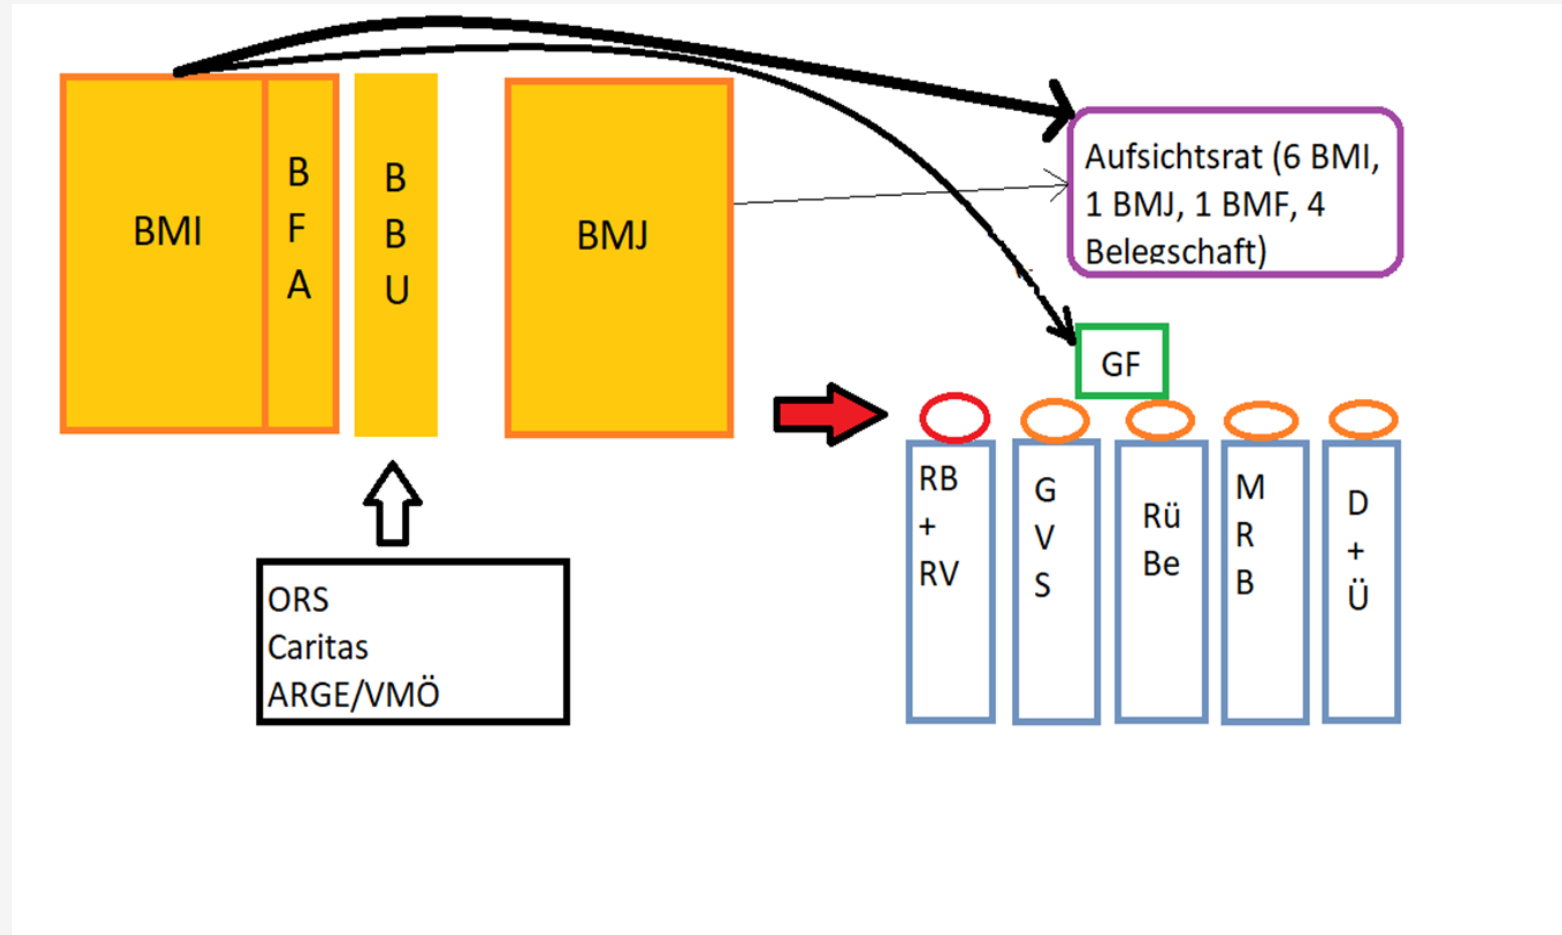 BMI
B
F
A
B
B
U
BMJ
Aufsichtsrat (6 BMI,
1 BMJ, 1 BMF, 4
Belegschaft)
GF
ORS
Caritas
ARGE/VMÖ
RB
+
RV
G
V
S
Rü
Be
M
R
B
D
+
Ü